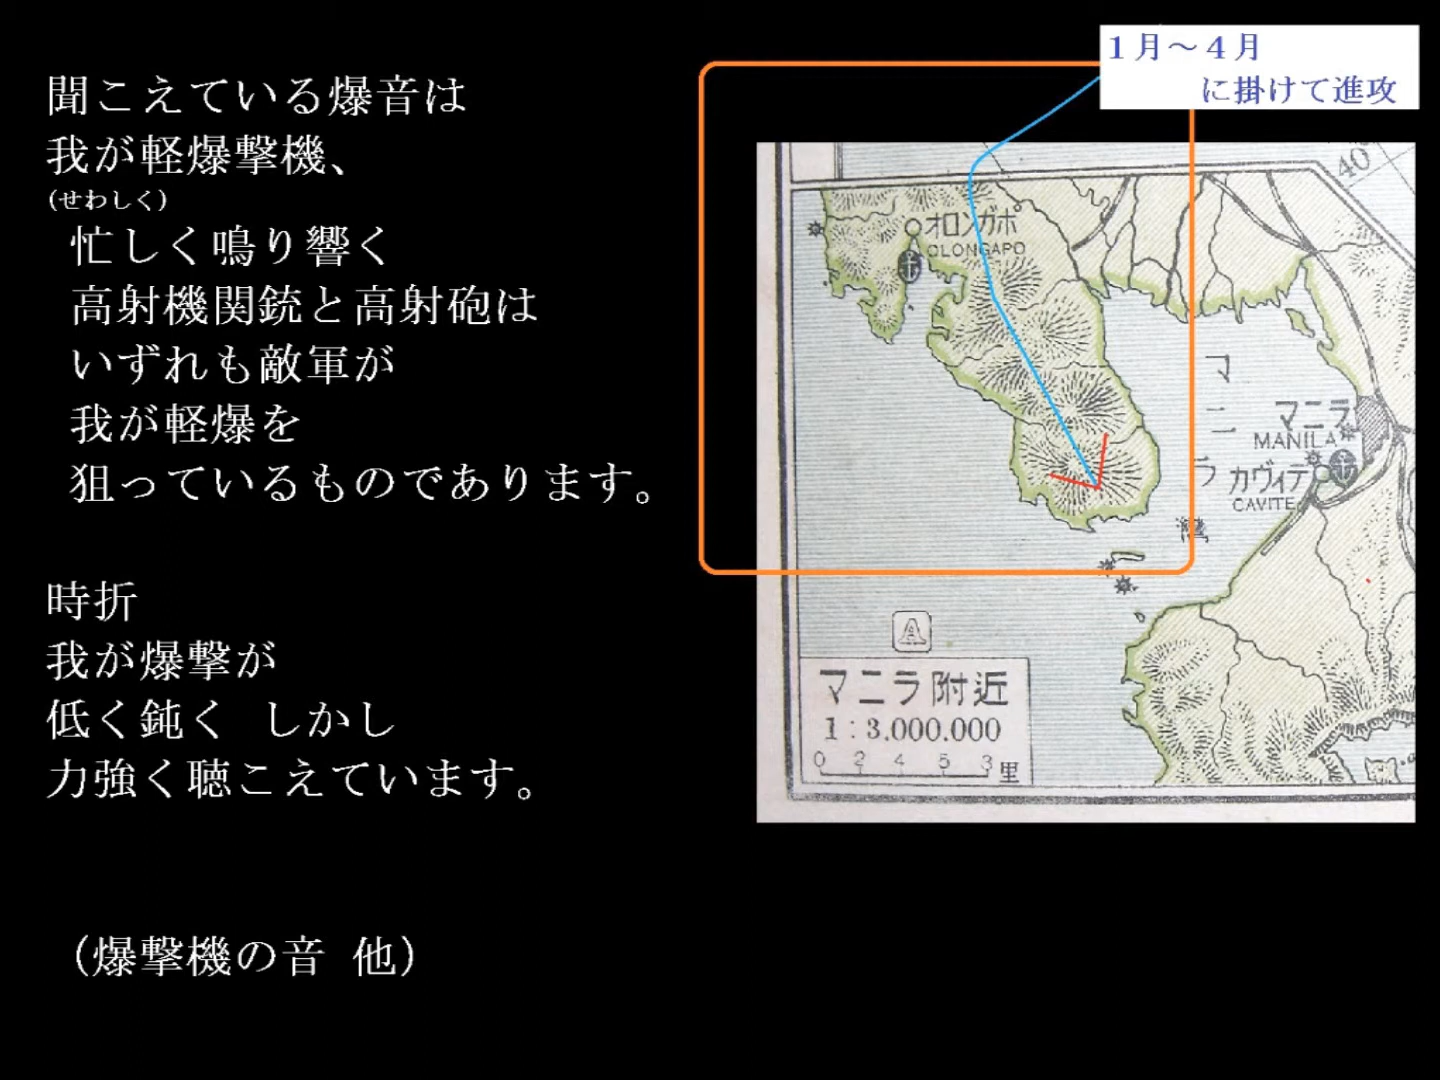 聞こえている爆音は
我が軽爆撃機、
(せわしく)
忙しく鳴り響く
高射機関銃と高射砲は
いずれも敵軍が
我が軽爆を
狙っているものであります。
時折
我が爆撃が
低く鈍く しかし
力強く聴こえています。
(爆撃機の音 他)
1月～4月
に掛けて進攻
40
オロンガポ
OLONGAPO
マニラ湾
マニラ
MANILA
カヴィテ
CAVITE
A
マニラ附近
1:3.000.000
0 2 4 5 3里